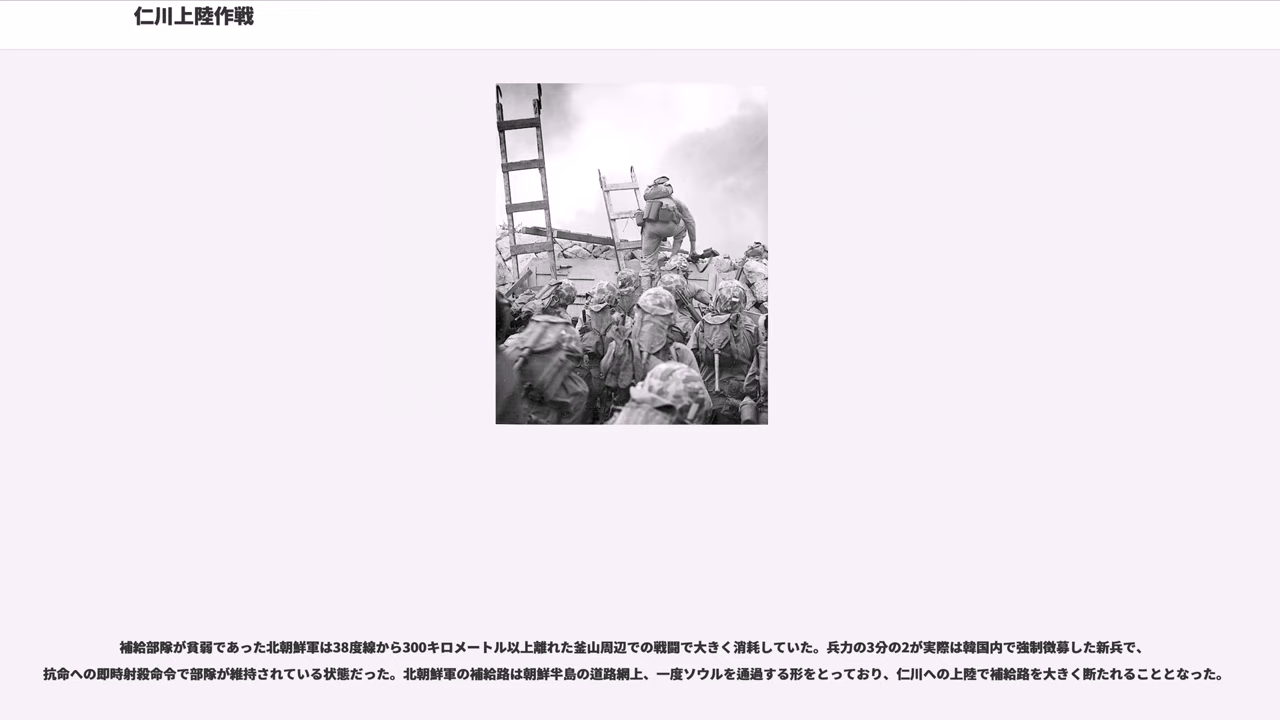 仁川上陸作戦
補給部隊が貧弱であった北朝鮮軍は38度線から300キロメートル以上離れた釜山周辺での戦闘で大きく消耗していた。兵力の3分の2が実際は韓国内で強制徴募した新兵で、
抗命への即時射殺命令で部隊が維持されている状態だった。北朝鮮軍の補給路は朝鮮半島の道路網上、一度ソウルを通過する形をとっており、仁川への上陸で補給路を大きく断たれることとなった。